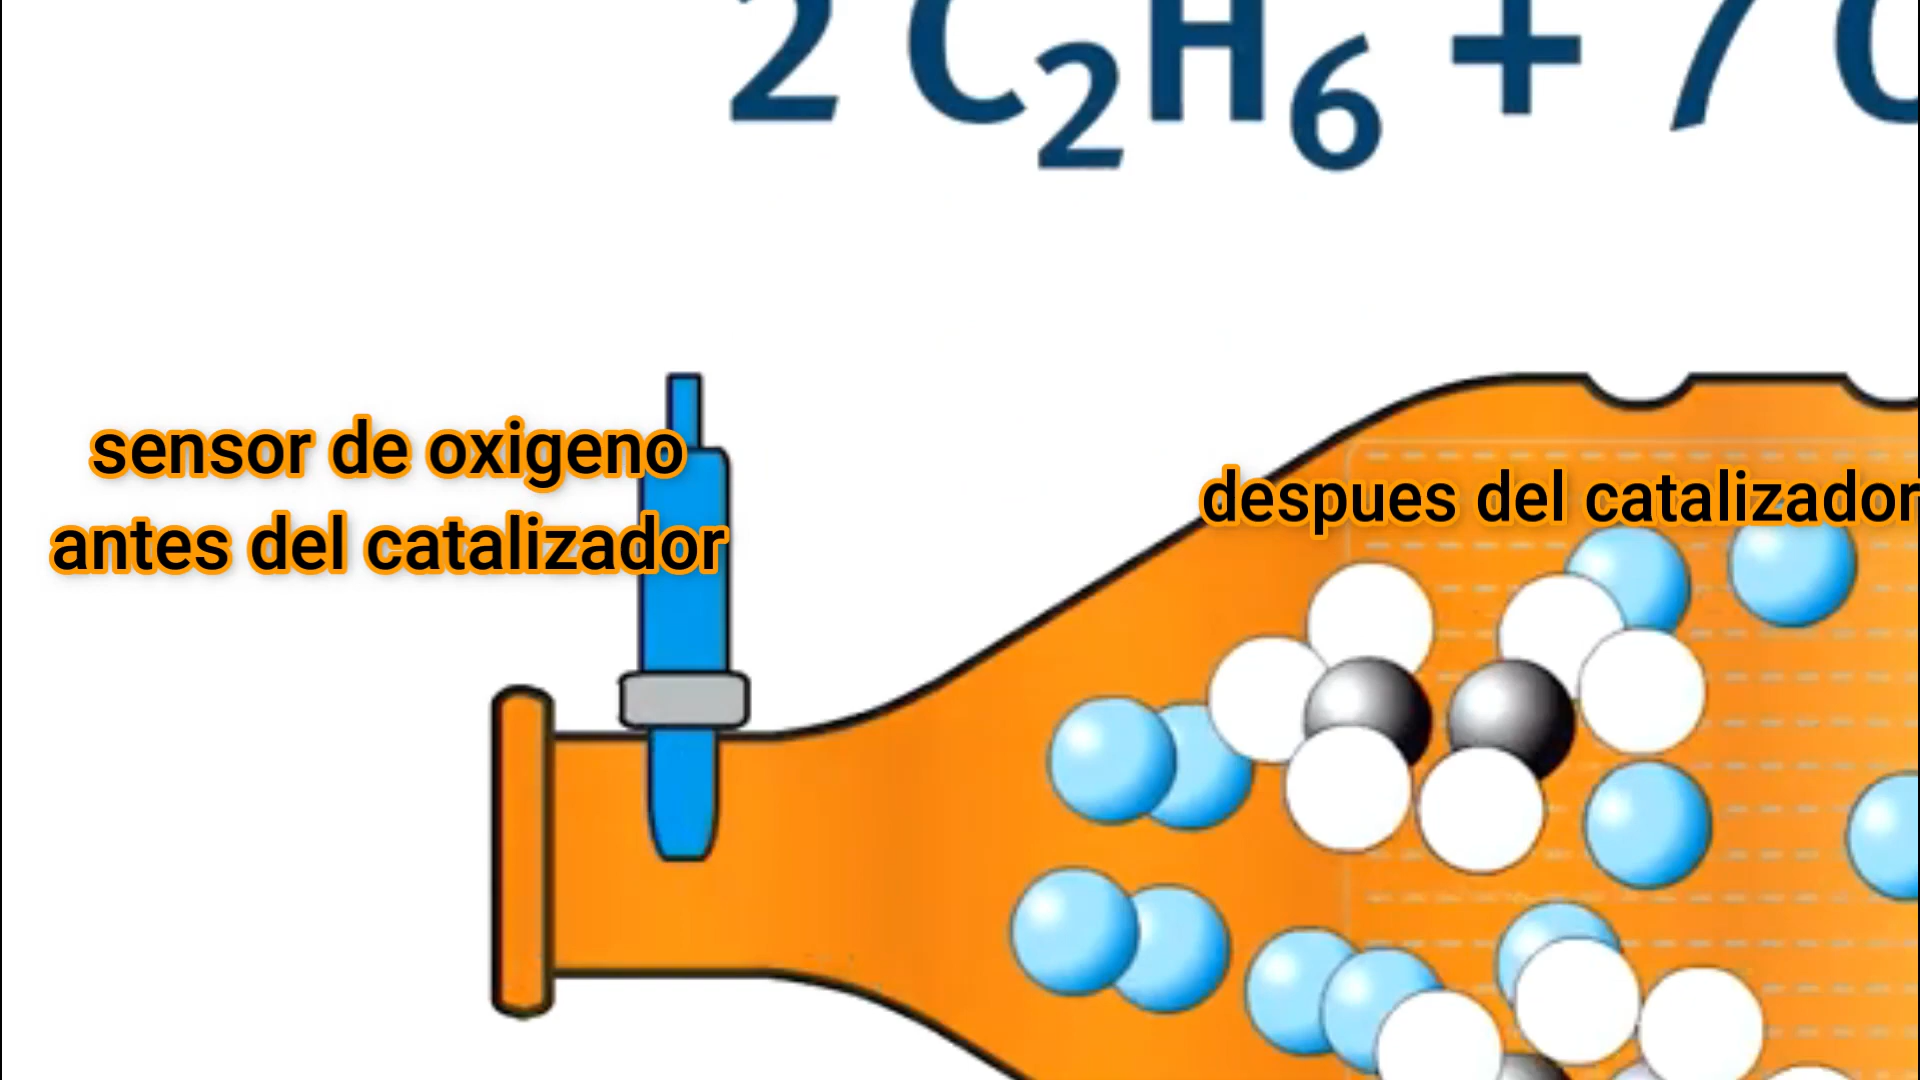 2 C2H6 + 7 O
sensor de oxigeno
antes del catalizador
despues del catalizador